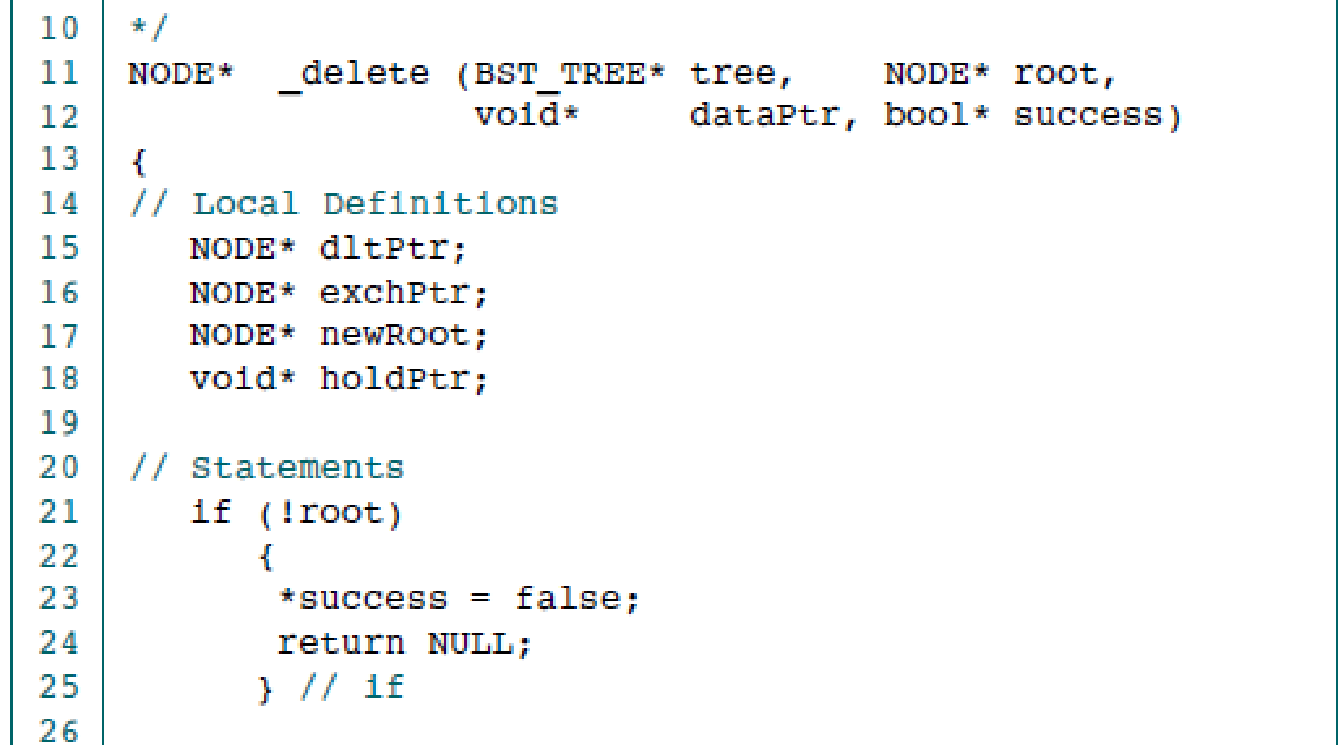 10 */
11 NODE* _delete (BST_TREE* tree, NODE* root,
12 void* dataPtr, bool* success)
13 {
14 // Local Definitions
15 NODE* dltPtr;
16 NODE* exchPtr;
17 NODE* newRoot;
18 void* holdPtr;
19
20 // Statements
21 if (!root)
22 {
23 *success = false;
24 return NULL;
25 } // if
26